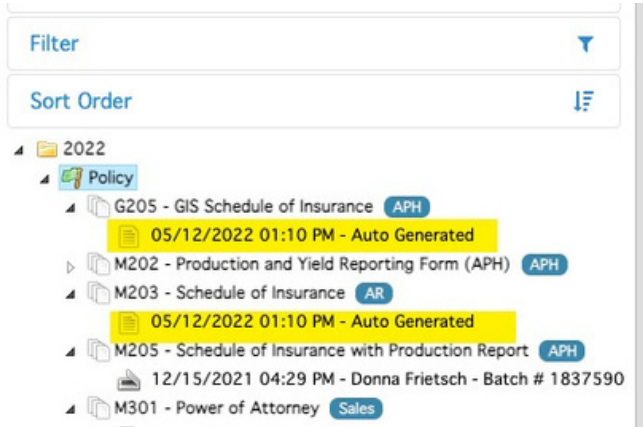 Filter
Sort Order
2022
Policy
G205 - GIS Schedule of Insurance APH
05/12/2022 01:10 PM - Auto Generated
M202 - Production and Yield Reporting Form (APH) APH
M203 - Schedule of Insurance AR
05/12/2022 01:10 PM - Auto Generated
M205 - Schedule of Insurance with Production Report APH
12/15/2021 04:29 PM - Donna Frietsch - Batch # 1837590
M301 - Power of Attorney Sales